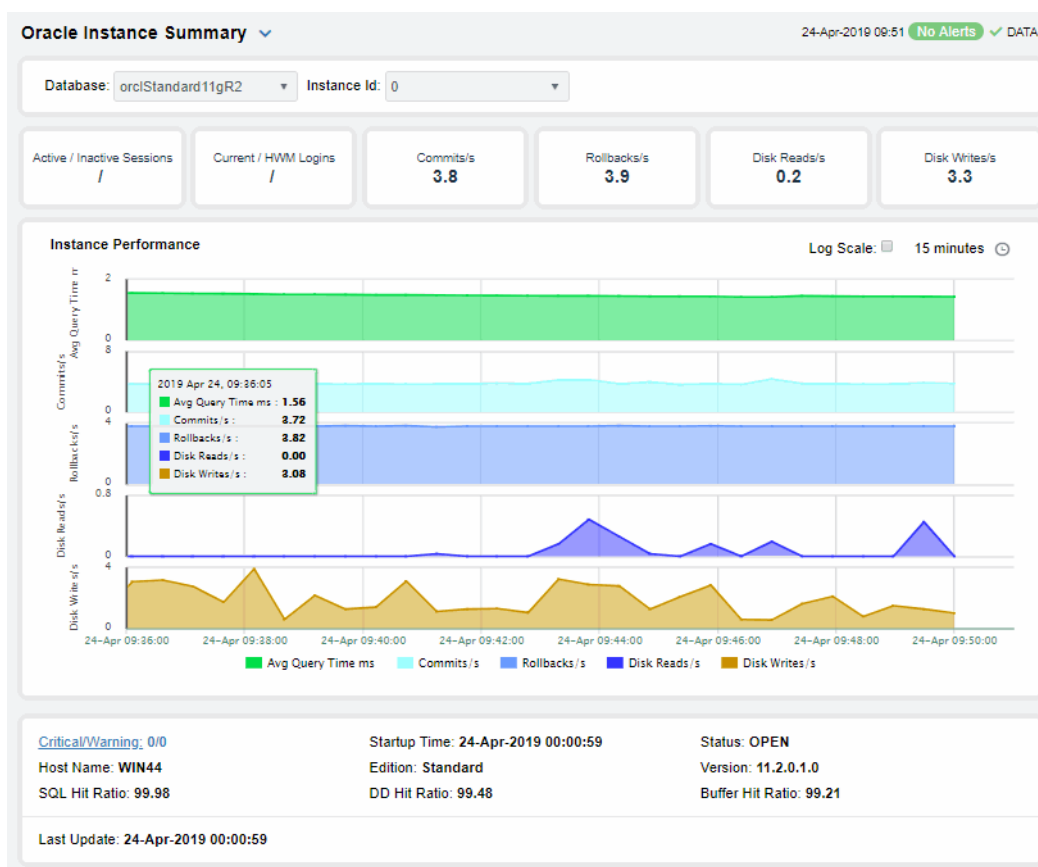 Oracle Instance Summary 24-Apr-2019 09:51 No Alerts DATA
Database: orclStandard11gR2 Instance Id: 0
Active / Inactive Sessions Current / HWM Logins Commits/s Rollbacks/s Disk Reads/s Disk Writes/s
/ / 3.8 3.9 0.2 3.3
Instance Performance Log Scale: 15 minutes
Avg Query Time
2
0
Commits/s
8
0
2019 Apr 24, 09:36:05
Avg Query Time ms : 1.56
Commits/s : 3.72
Rollbacks/s : 3.82
Disk Reads/s : 0.00
Disk Writes/s : 3.08
Rollbacks/s
4
0
Disk Reads/s
0.8
0
Disk Writes/s
4
0
24-Apr 09:36:00 24-Apr 09:38:00 24-Apr 09:40:00 24-Apr 09:42:00 24-Apr 09:44:00 24-Apr 09:46:00 24-Apr 09:48:00 24-Apr 09:50:00
Avg Query Time ms Commits/s Rollbacks/s Disk Reads/s Disk Writes/s
Critical/Warning: 0/0 Startup Time: 24-Apr-2019 00:00:59 Status: OPEN
Host Name: WIN44 Edition: Standard Version: 11.2.0.1.0
SQL Hit Ratio: 99.98 DD Hit Ratio: 99.48 Buffer Hit Ratio: 99.21
Last Update: 24-Apr-2019 00:00:59